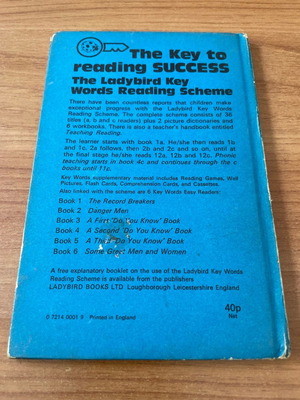 The Key to
reading SUCCESS
The Ladybird Key
Words Reading Scheme
There have been countless reports that children make
exceptional progress with the Ladybird Key Words
Reading Scheme. The complete scheme consists of 36
titles (a, b and c readers) plus 2 picture dictionaries and
8 workbooks. There is also a teacher's handbook entitled
Teaching Reading.
The learner starts with book 1a. He/she then reads 1b
and 1c, 2a follows, then 2b and 2c and so on, until at
the final stage he/she reads 12a, 12b and 12c. Phonic
teaching starts in book 4c and continues through the c
books until 11c.
Key Words supplementary material includes Reading Games, Wall
Pictures, Flash Cards, Comprehension Cards, and Cassettes.
Also linked with the scheme are 6 Key Words Easy Readers:
Book 1 The Record Breakers
Book 2 Danger Men
Book 3 A First 'Do You Know' Book
Book 4 A Second 'Do You Know' Book
Book 5 A Third 'Do You Know' Book
Book 6 Some Great Men and Women
A free explanatory booklet on the use of the Ladybird Key Words
Reading Scheme is available from the publishers
LADYBIRD BOOKS LTD Loughborough Leicestershire England
40p
Net
0 7214 0001 5 Printed in England